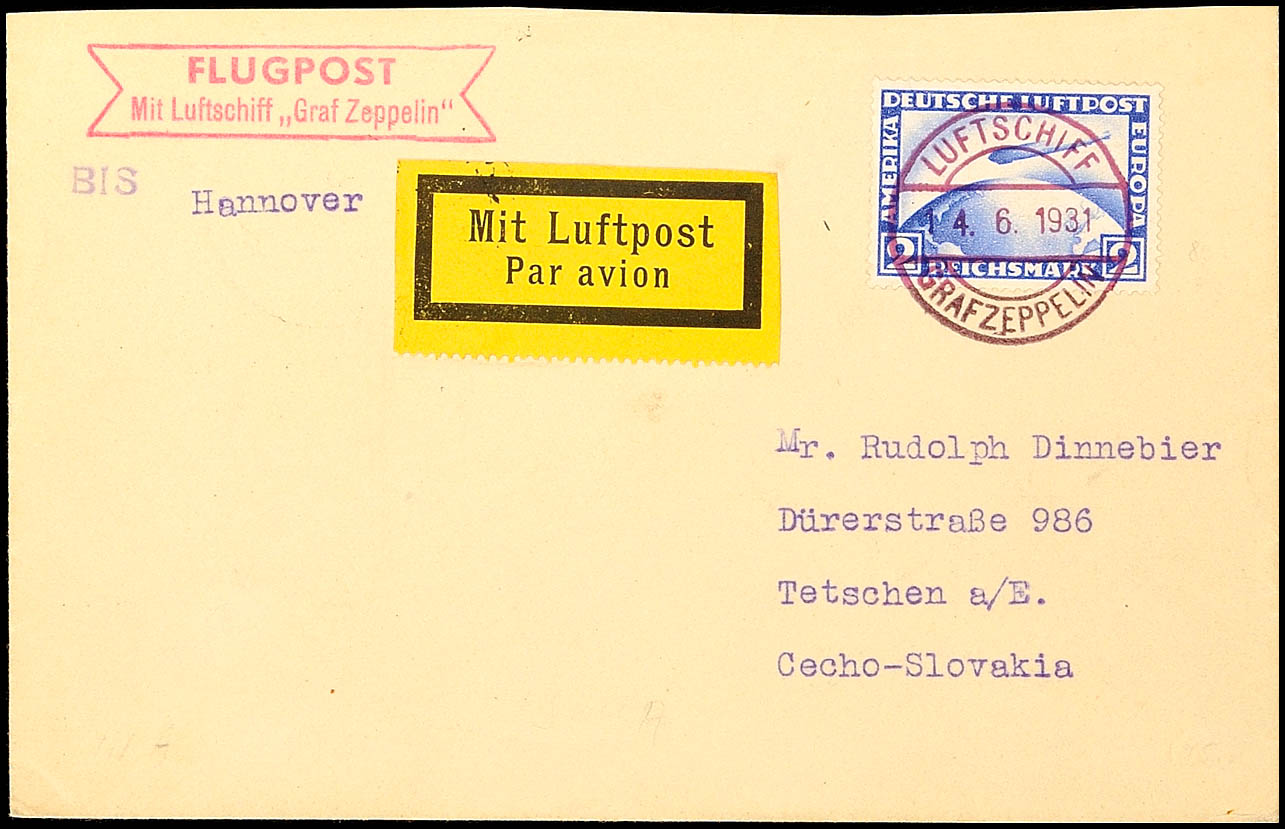 FLUGPOST
Mit Luftschiff „Graf Zeppelin“
BIS Hannover
Mit Luftpost
Par avion
DEUTSCHE LUFTPOST
AMERIKA
EUROPA
2 REICHSMARK 2
LUFTSCHIFF
14. 6. 1931
GRAF ZEPPELIN
Mr. Rudolph Dinnebier
Dürerstraße 986
Tetschen a/E.
Cecho-Slovakia